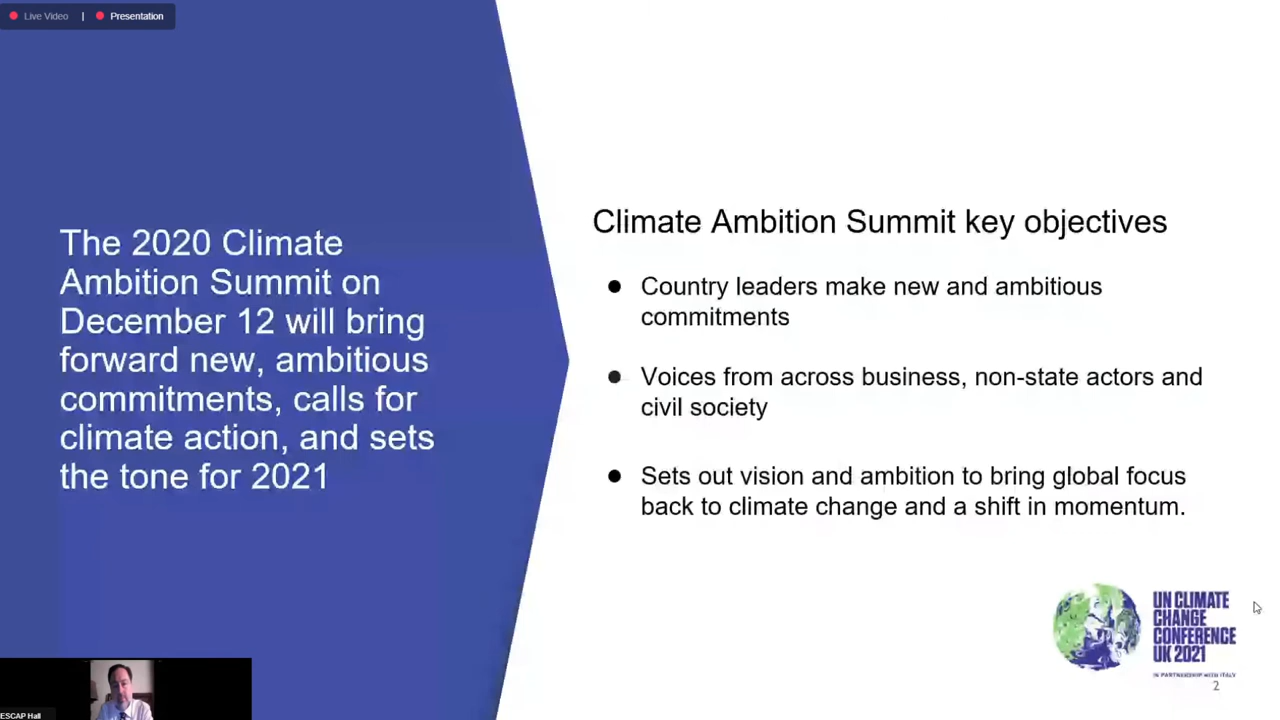 Live Video | Presentation
The 2020 Climate
Ambition Summit on
December 12 will bring
forward new, ambitious
commitments, calls for
climate action, and sets
the tone for 2021
Climate Ambition Summit key objectives
● Country leaders make new and ambitious
commitments
● Voices from across business, non-state actors and
civil society
● Sets out vision and ambition to bring global focus
back to climate change and a shift in momentum.
UN CLIMATE
CHANGE
CONFERENCE
UK 2021
IN PARTNERSHIP WITH ITALY
2
ESCAP Hall